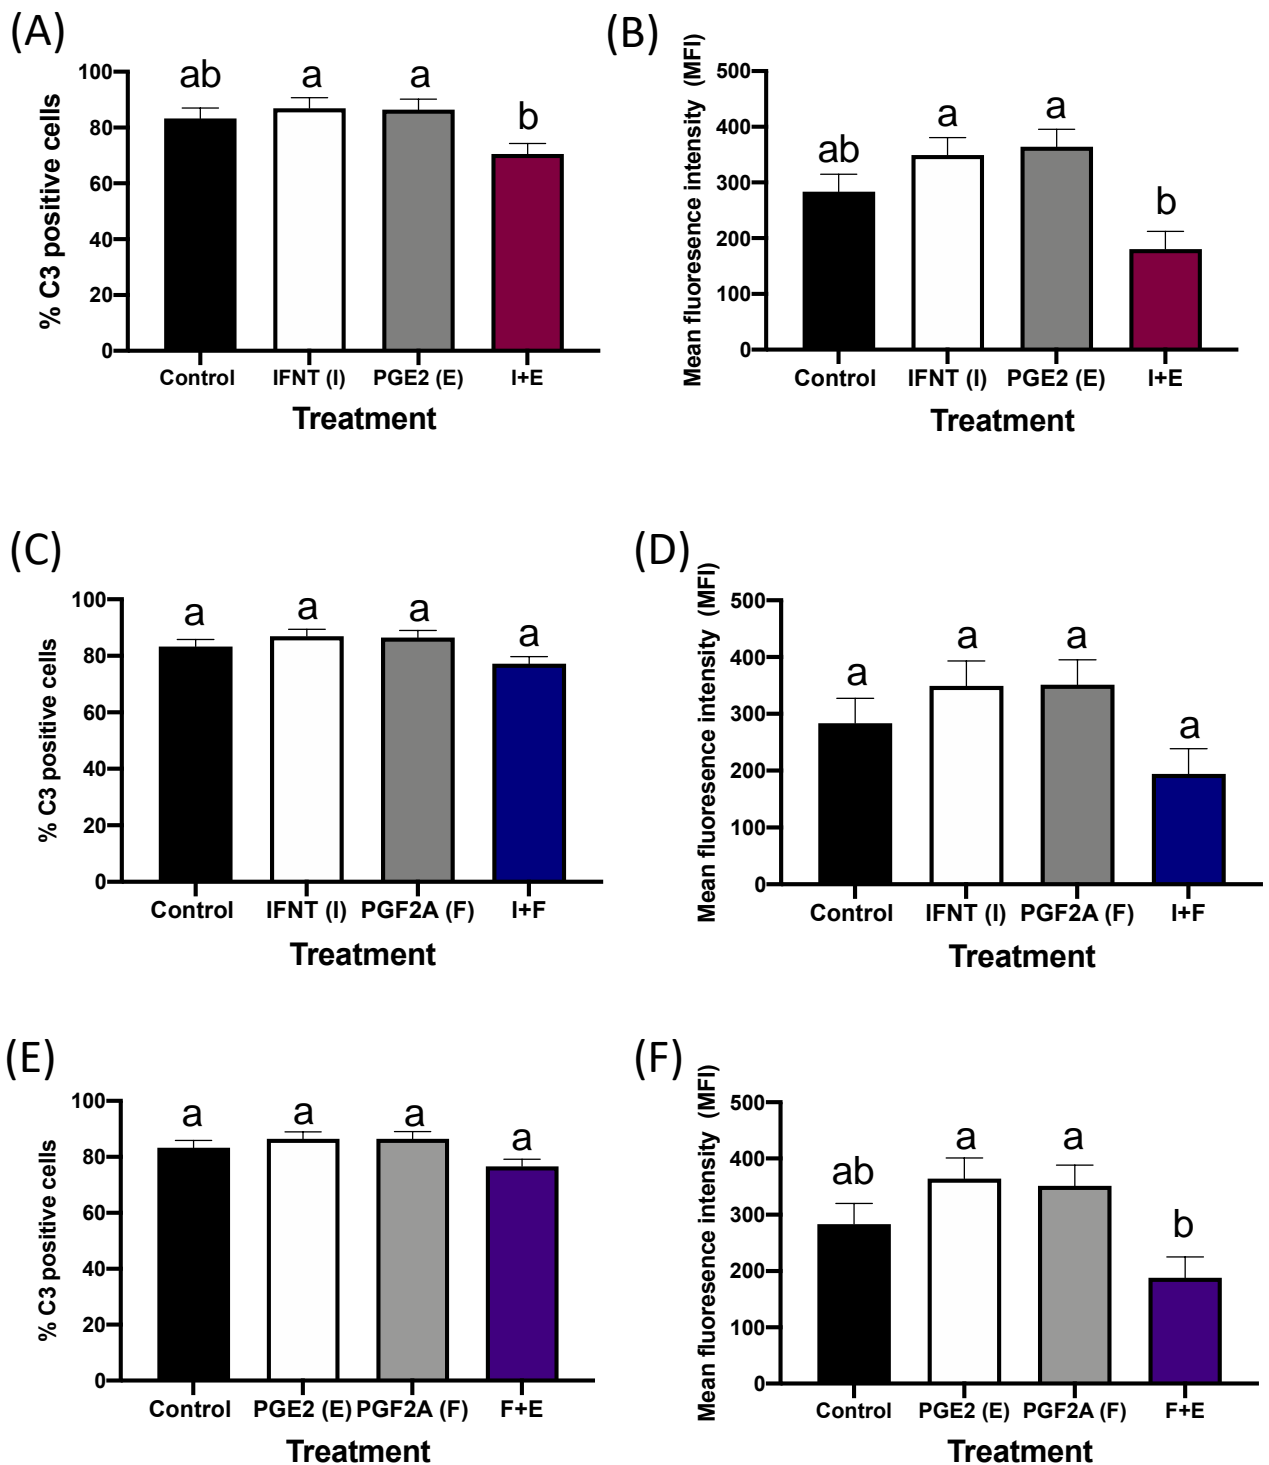 (A)
% C3 positive cells
100
80
60
40
20
0
ab
a
a
b
Control
IFNT (I)
PGE2 (E)
I+E
Treatment
(B)
Mean fluoresence intensity (MFI)
500
400
300
200
100
0
ab
a
a
b
Control
IFNT (I)
PGE2 (E)
I+E
Treatment
(C)
% C3 positive cells
100
80
60
40
20
0
a
a
a
a
Control
IFNT (I)
PGF2A (F)
I+F
Treatment
(D)
Mean fluoresence intensity (MFI)
500
400
300
200
100
0
a
a
a
a
Control
IFNT (I)
PGF2A (F)
I+F
Treatment
(E)
% C3 positive cells
100
80
60
40
20
0
a
a
a
a
Control
PGE2 (E)
PGF2A (F)
F+E
Treatment
(F)
Mean fluoresence intensity (MFI)
500
400
300
200
100
0
ab
a
a
b
Control
PGE2 (E)
PGF2A (F)
F+E
Treatment